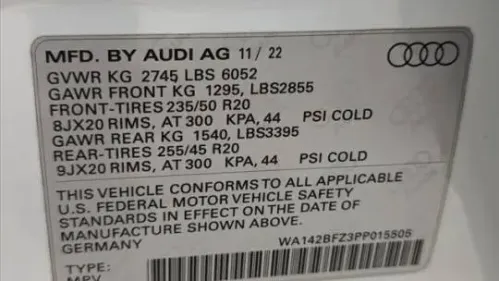 MFD. BY AUDI AG 11/ 22
GVWR KG 2745 LBS 6052
GAWR FRONT KG 1295, LBS2855
FRONT-TIRES 235/50 R20
8JX20 RIMS, AT 300 KPA, 44 PSI COLD
GAWR REAR KG 1540, LBS3395
REAR-TIRES 255/45 R20
9JX20 RIMS, AT 300 KPA, 44 PSI COLD
THIS VEHICLE CONFORMS TO ALL APPLICABLE
U.S. FEDERAL MOTOR VEHICLE SAFETY
STANDARDS IN EFFECT ON THE DATE OF
MANUFACTURE SHOWN ABOVE.
GERMANY WA142BFZ3PP015505
TYPE:
MPV